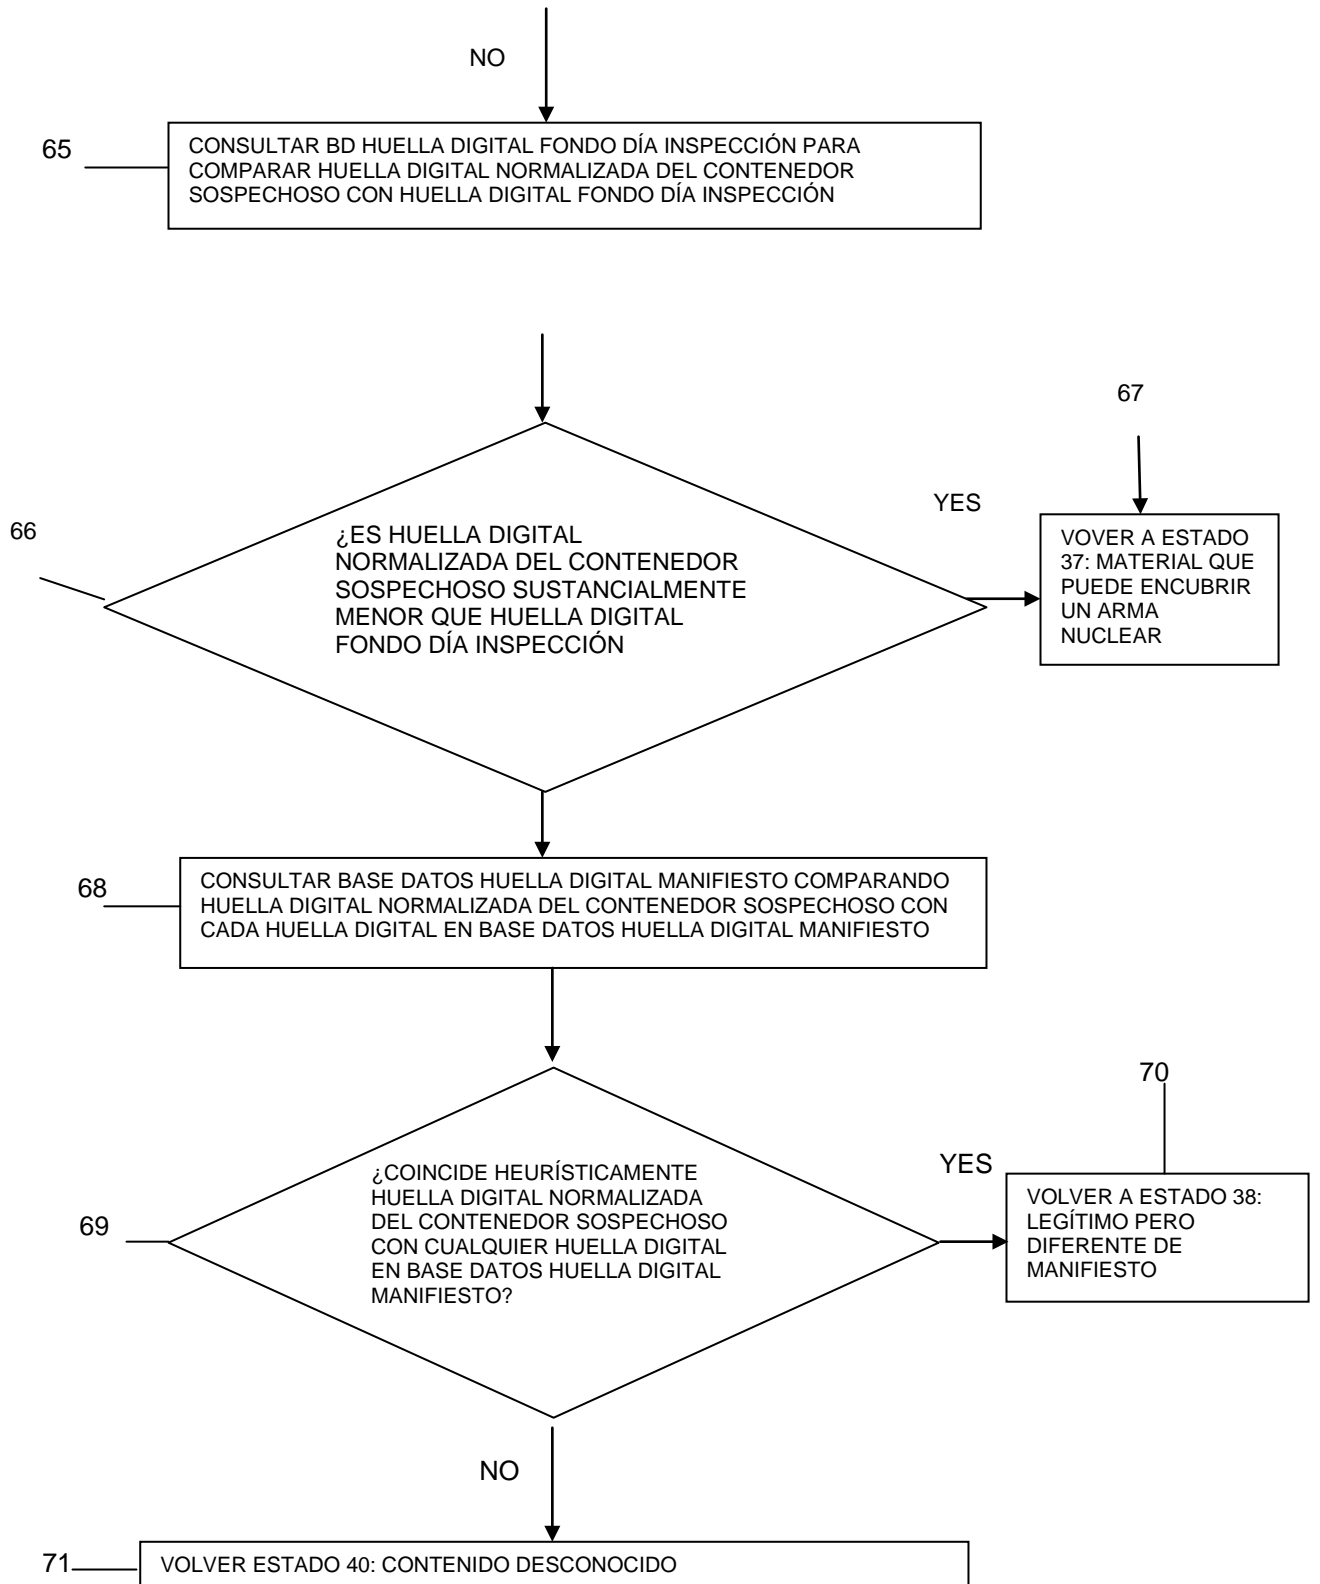 NO
65
CONSULTAR BD HUELLA DIGITAL FONDO DÍA INSPECCIÓN PARA
COMPARAR HUELLA DIGITAL NORMALIZADA DEL CONTENEDOR
SOSPECHOSO CON HUELLA DIGITAL FONDO DÍA INSPECCIÓN
66
¿ES HUELLA DIGITAL
NORMALIZADA DEL CONTENEDOR
SOSPECHOSO SUSTANCIALMENTE
MENOR QUE HUELLA DIGITAL
FONDO DÍA INSPECCIÓN
YES
67
VOVER A ESTADO
37: MATERIAL QUE
PUEDE ENCUBRIR
UN ARMA
NUCLEAR
68
CONSULTAR BASE DATOS HUELLA DIGITAL MANIFIESTO COMPARANDO
HUELLA DIGITAL NORMALIZADA DEL CONTENEDOR SOSPECHOSO CON
CADA HUELLA DIGITAL EN BASE DATOS HUELLA DIGITAL MANIFIESTO
69
¿COINCIDE HEURÍSTICAMENTE
HUELLA DIGITAL NORMALIZADA
DEL CONTENEDOR SOSPECHOSO
CON CUALQUIER HUELLA DIGITAL
EN BASE DATOS HUELLA DIGITAL
MANIFIESTO?
YES
70
VOLVER A ESTADO 38:
LEGÍTIMO PERO
DIFERENTE DE
MANIFIESTO
NO
71
VOLVER ESTADO 40: CONTENIDO DESCONOCIDO